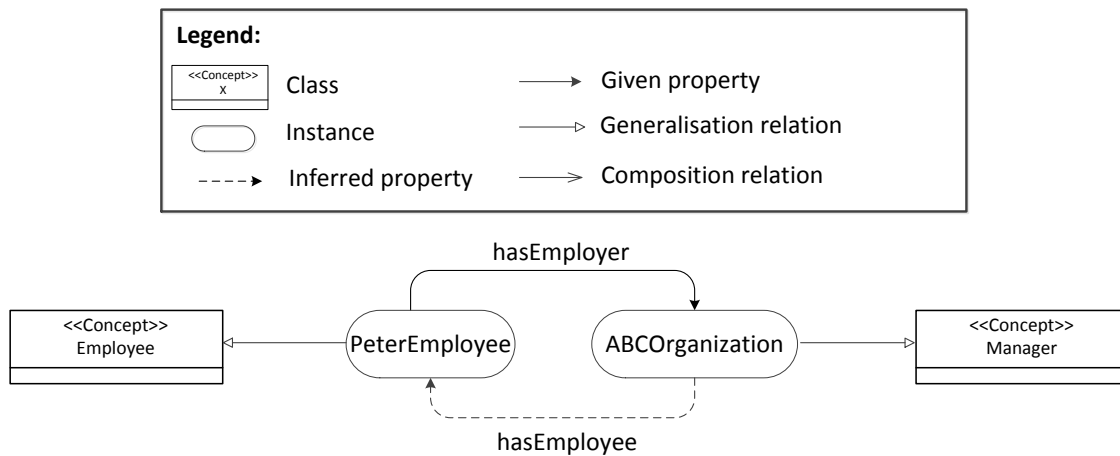 Legend:
<<Concept>>
X
Class
Given property
Instance
Generalisation relation
Inferred property
Composition relation
hasEmployer
<<Concept>>
Employee
PeterEmployee
ABCOrganization
<<Concept>>
Manager
hasEmployee